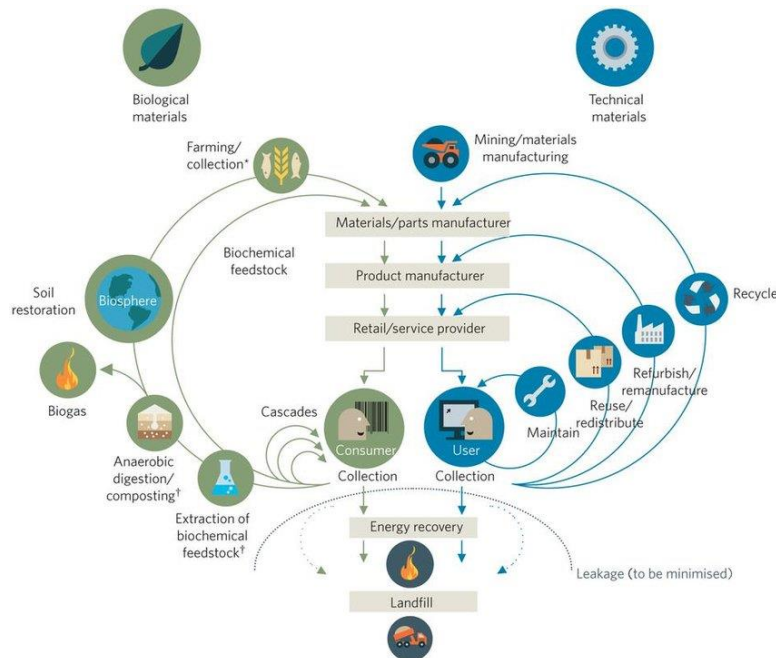 Biological
materials
Technical
materials
Farming/
collection*
Mining/materials
manufacturing
Materials/parts manufacturer
Biochemical
feedstock
Product manufacturer
Soil
restoration
Biosphere
Recycle
Retail/service provider
Refurbish/
remanufacture
Reuse/
redistribute
Biogas
Cascades
Maintain
Consumer
User
Anaerobic
digestion/
composting†
Collection
Collection
Extraction of
biochemical
feedstock†
Energy recovery
Leakage (to be minimised)
Landfill